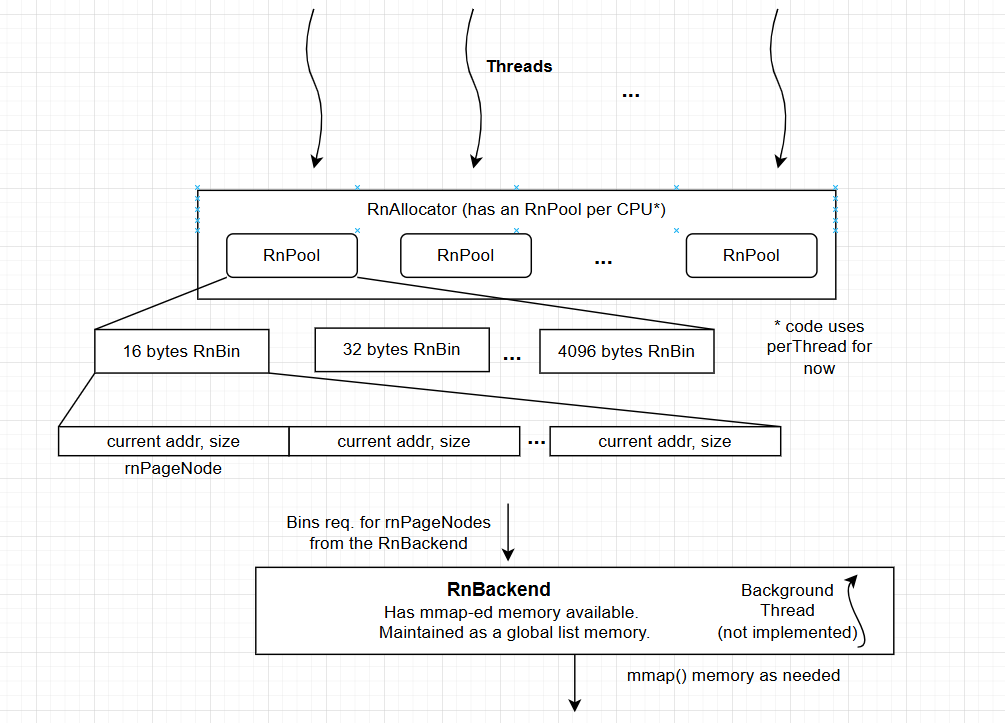 Threads
...
RnAllocator (has an RnPool per CPU*)
RnPool
RnPool
...
RnPool
16 bytes RnBin
32 bytes RnBin
...
4096 bytes RnBin
* code uses
perThread for
now
current addr, size
current addr, size
...
current addr, size
rnPageNode
Bins req. for rnPageNodes
from the RnBackend
RnBackend
Has mmap-ed memory available.
Maintained as a global list memory.
Background
Thread
(not implemented)
mmap() memory as needed